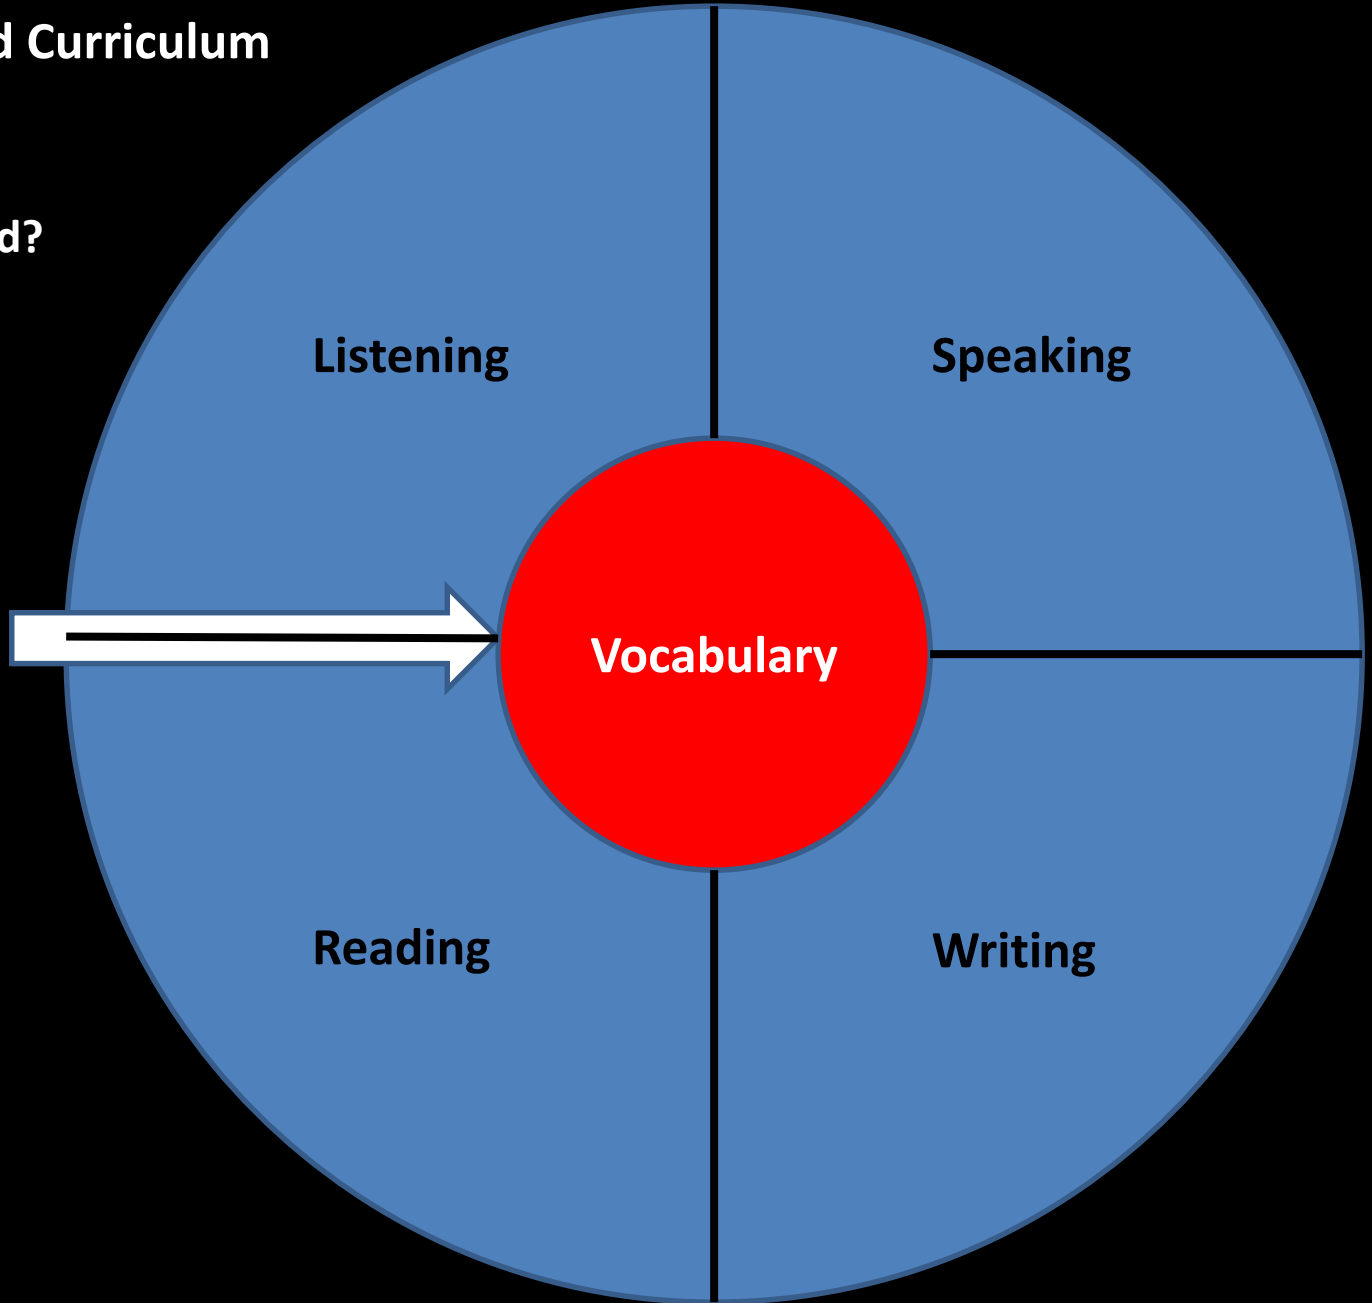 d Curriculum
d?
Listening
Speaking
Vocabulary
Reading
Writing